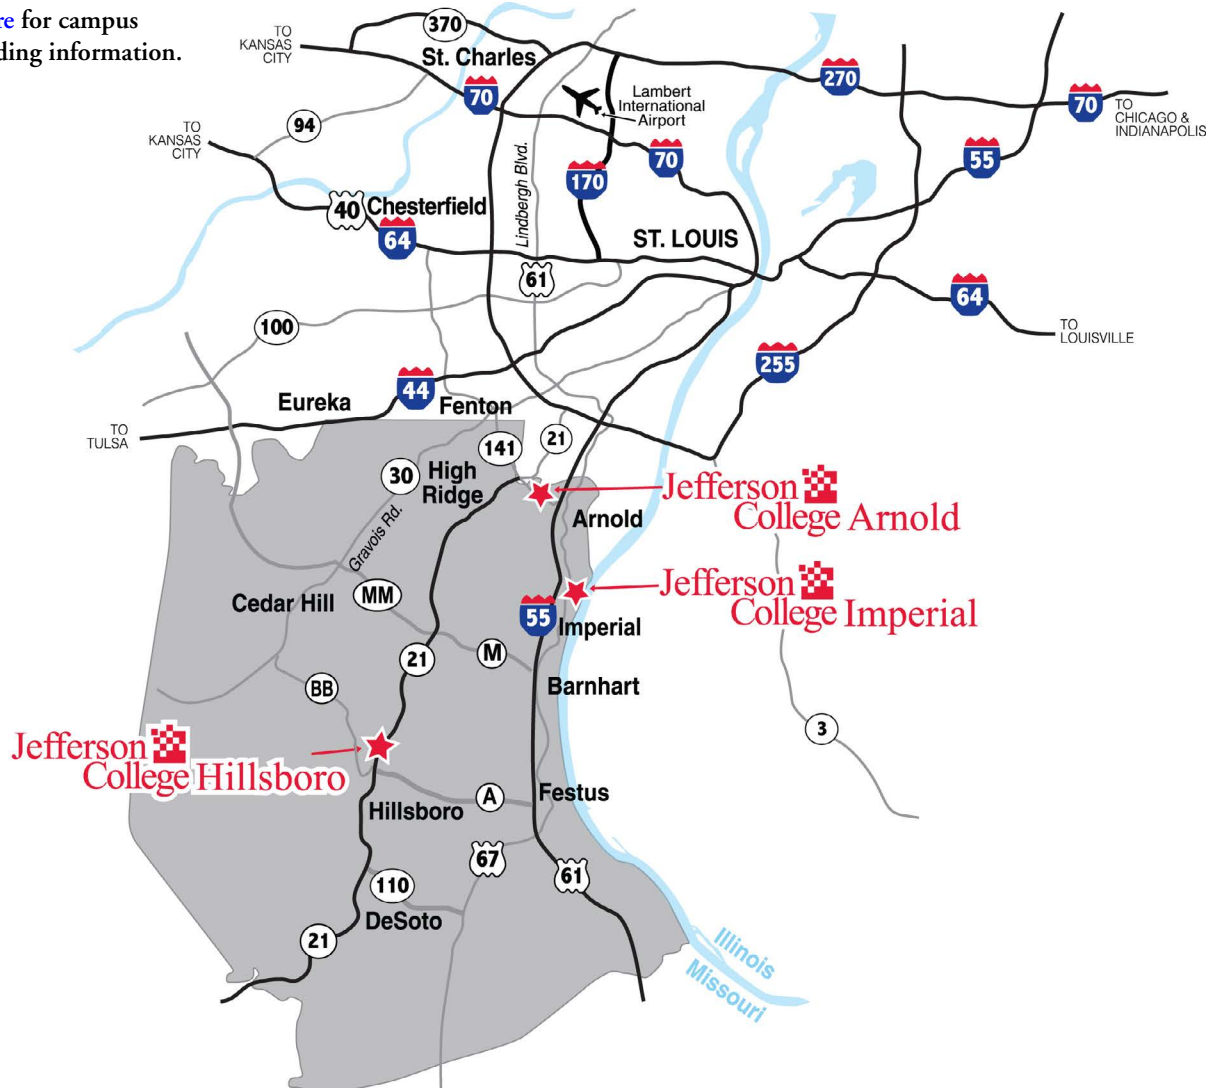 re for campus
ding information.
TO
KANSAS
CITY
370
St. Charles
70
270
Lambert
International
Airport
70
TO
CHICAGO &
INDIANAPOLIS
94
TO
KANSAS
CITY
Lindbergh Blvd.
170
70
55
40
Chesterfield
64
ST. LOUIS
61
64
TO
LOUISVILLE
100
255
44
Eureka
Fenton
TO
TULSA
141
21
30
High
Ridge
Gravois Rd.
Jefferson
College Arnold
Arnold
Jefferson
College Imperial
Cedar Hill
MM
55
Imperial
21
M
BB
Barnhart
3
Jefferson
College Hillsboro
A
Festus
Hillsboro
67
61
110
DeSoto
21
Illinois
Missouri